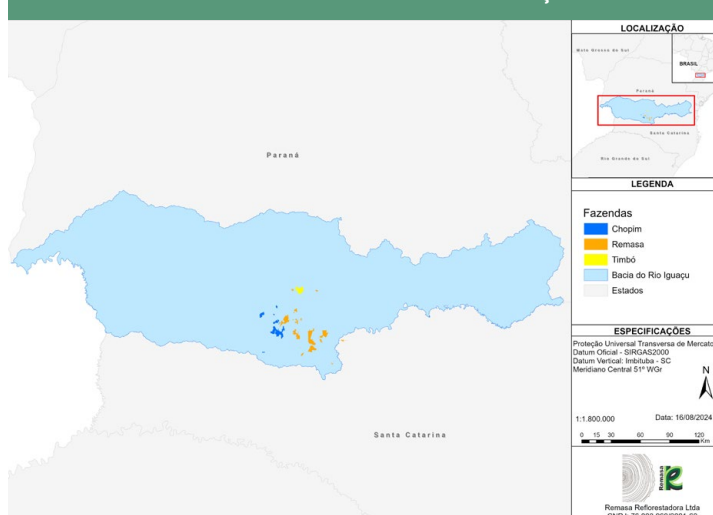 LOCALIZAÇÃO
Mato Grosso do Sul
BRASIL
Paraná
Santa Catarina
Rio Grande do Sul
Paraná
Santa Catarina
LEGENDA
Fazendas
Chopim
Remasa
Timbó
Bacia do Rio Iguaçu
Estados
ESPECIFICAÇÕES
Proteção Universal Transversa de Mercato
Datum Oficial - SIRGAS2000
Datum Vertical: Imbituba - SC
Meridiano Central 51º WGr
N
1:1.800.000 Data: 16/08/2024
0 15 30 60 90 120
Km
Remasa
Remasa Reflorestadora Ltda